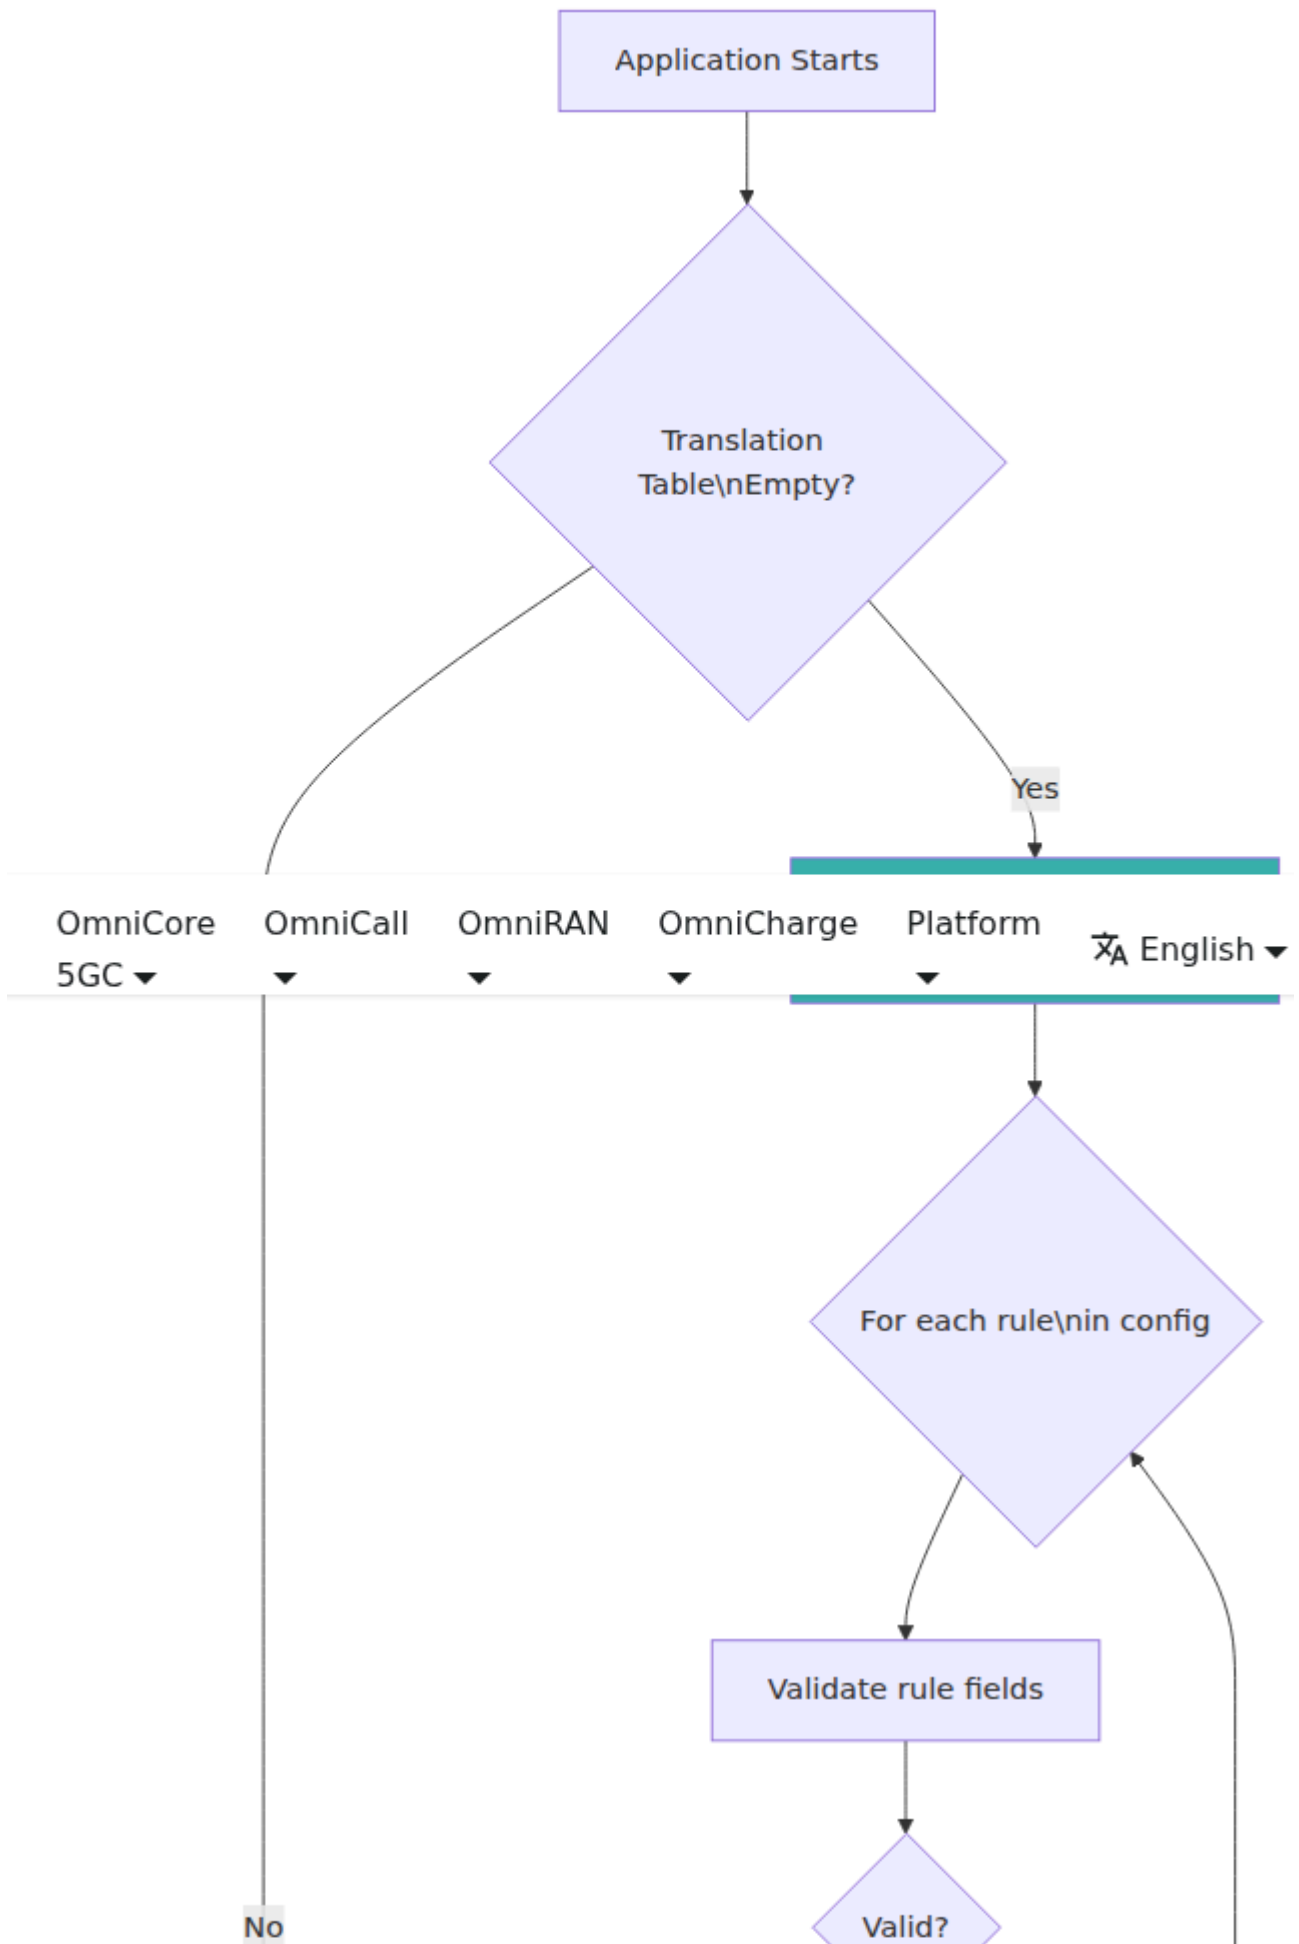 Application Starts
Translation
Table\nEmpty?
Yes
OmniCore
5GC
OmniCall
OmniRAN
OmniCharge
Platform
English
For each rule\nin config
Validate rule fields
No
Valid?